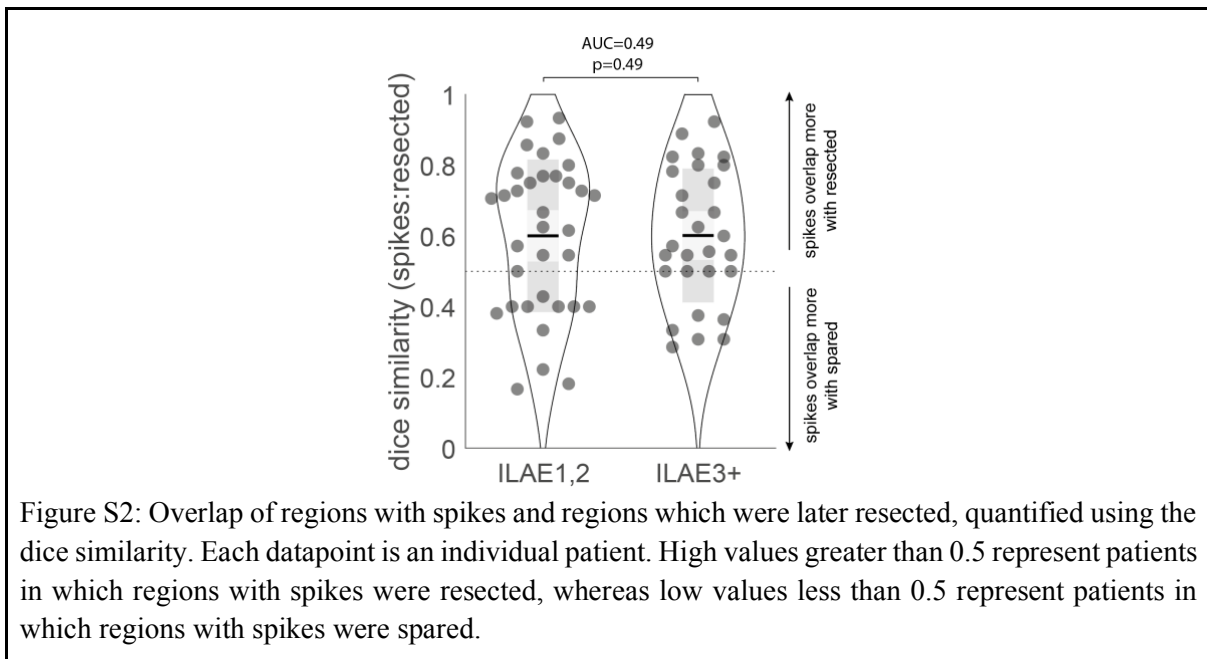 AUC=0.49
p=0.49
dice similarity (spikes:resected)
1
0.8
0.6
0.4
0.2
0
ILAE1,2
ILAE3+
spikes overlap more
with resected
spikes overlap more
with spared
Figure S2: Overlap of regions with spikes and regions which were later resected, quantified using the
dice similarity. Each datapoint is an individual patient. High values greater than 0.5 represent patients
in which regions with spikes were resected, whereas low values less than 0.5 represent patients in
which regions with spikes were spared.